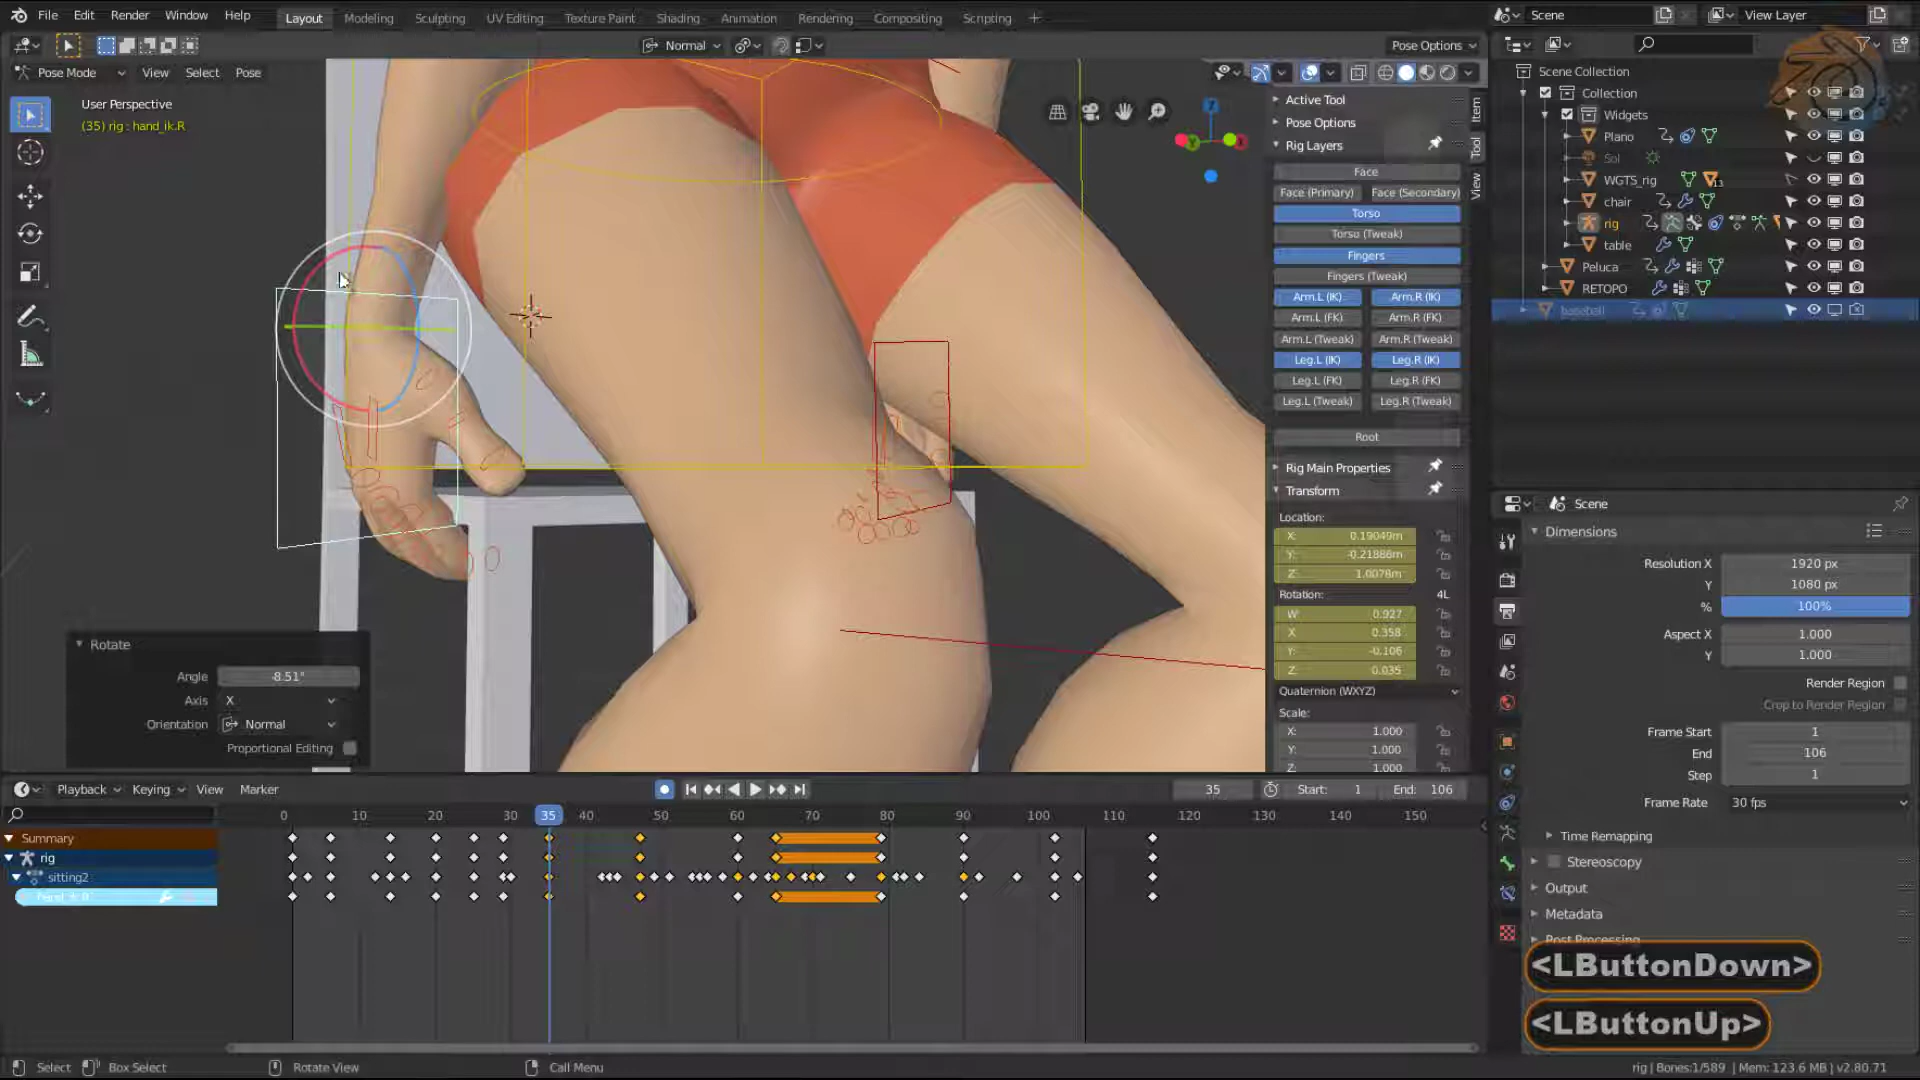 File Edit Render Window Help
Layout Modeling Sculpting UV Editing Texture Paint Shading Animation Rendering Compositing Scripting +
Scene
View Layer
Normal
Pose Options
Pose Mode View Select Pose
User Perspective
(35) rig : hand_ik.R
Item
Tool
View
Active Tool
Pose Options
Rig Layers
Face
Face (Primary) Face (Secondary)
Torso
Torso (Tweak)
Fingers
Fingers (Tweak)
Arm.L (IK) Arm.R (IK)
Arm.L (FK) Arm.R (FK)
Arm.L (Tweak) Arm.R (Tweak)
Leg.L (IK) Leg.R (IK)
Leg.L (FK) Leg.R (FK)
Leg.L (Tweak) Leg.R (Tweak)
Root
Rig Main Properties
Transform
Location:
X: 0.19049m
Y: -0.21886m
Z: 1.0078m
Rotation: 4L
W: 0.927
X 0.358
Y: -0.106
Z: 0.035
Quaternion (WXYZ)
Scale:
X: 1.000
Y: 1.000
Z: 1.000
Scene Collection
Collection
Widgets
Plano
Sol
WGTS_rig
13
chair
rig
table
Peluca
RETOPO
baseball
Scene
Dimensions
Resolution X 1920 px
Y 1080 px
% 100%
Aspect X 1.000
Y 1.000
Render Region
Crop to Render Region
Frame Start 1
End 106
Step 1
Frame Rate 30 fps
Time Remapping
Stereoscopy
Output
Metadata
Post Processing
Rotate
Angle -8.51°
Axis X
Orientation Normal
Proportional Editing
Playback Keying View Marker
35 Start: 1 End: 106
0 10 20 30 35 40 50 60 70 80 90 100 110 120 130 140 150
Summary
rig
sitting2
<LButtonDown>
<LButtonUp>
Select Box Select Rotate View Call Menu
rig | Bones:1/589 | Mem: 123.6 MB | v2.80.71